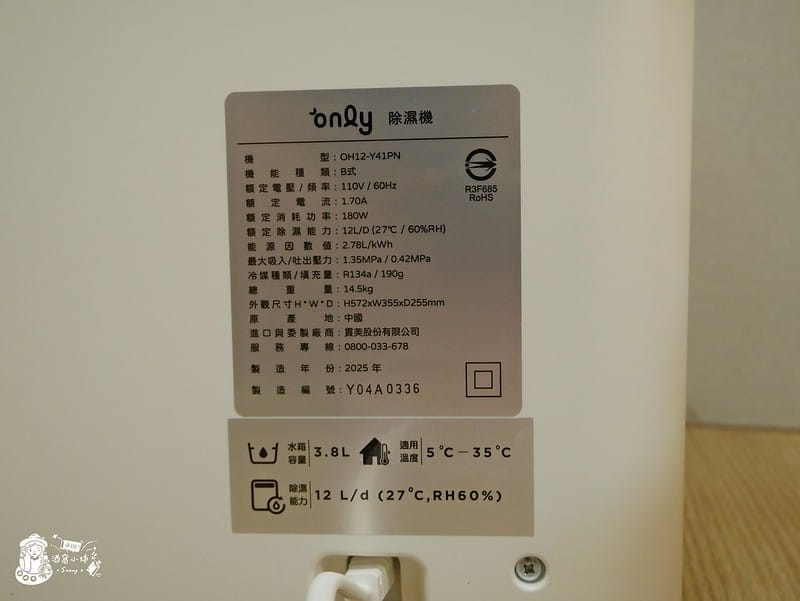 only 除濕機
機型：OH12-Y41PN
機能種類：B式
額定電壓/頻率：110V / 60Hz
額定電流：1.70A
額定消耗功率：180W
額定除濕能力：12L/D (27℃ / 60%RH)
能源因數值：2.78L/kWh
最大吸入/吐出壓力：1.35MPa / 0.42MPa
冷媒種類/填充量：R134a / 190g
總重量：14.5kg
外觀尺寸H*W*D：H572xW355xD255mm
原產地：中國
進口與委製廠商：貫美股份有限公司
服務專線：0800-033-678
製造年份：2025 年
製造編號：Y04A0336
R3F685
RoHS
水箱容量 3.8L 適用溫度 5°C－35°C
除濕能力 12 L/d (27°C,RH60%)
酒窩小妹
Sunny